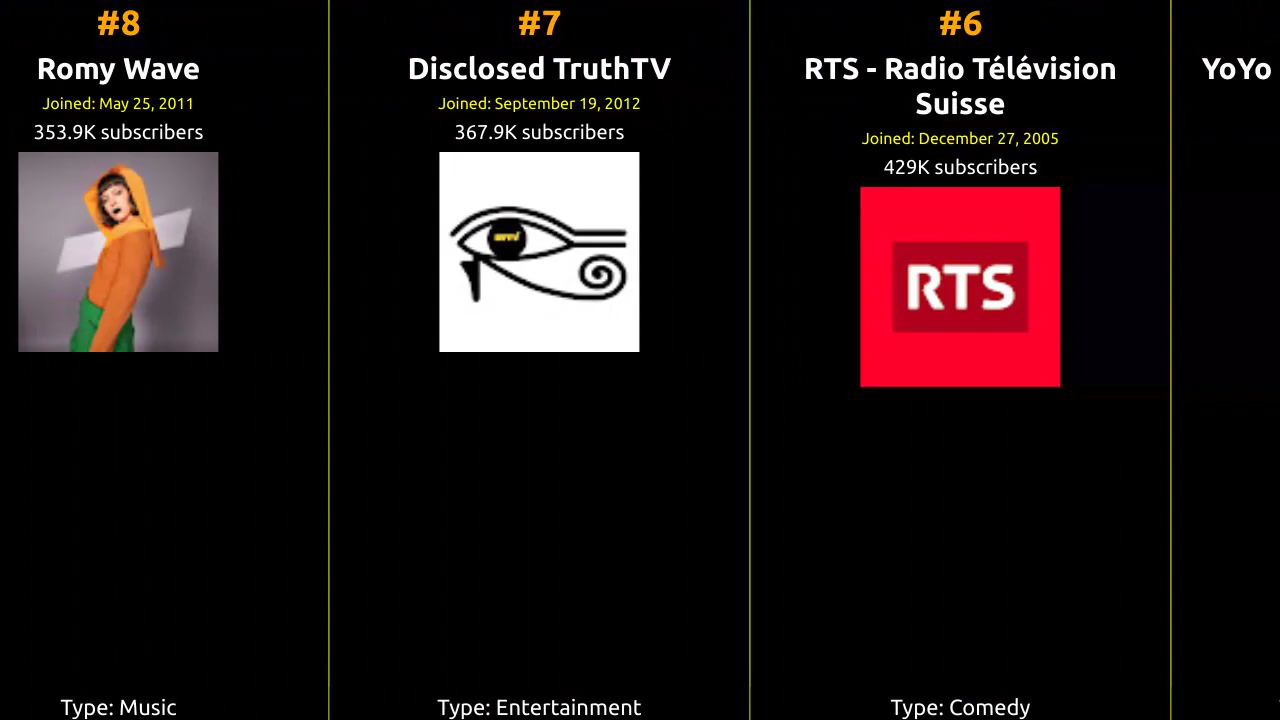 #8
Romy Wave
Joined: May 25, 2011
353.9K subscribers
Type: Music
#7
Disclosed TruthTV
Joined: September 19, 2012
367.9K subscribers
Type: Entertainment
#6
RTS - Radio Télévision
Suisse
Joined: December 27, 2005
429K subscribers
RTS
Type: Comedy
YoYo